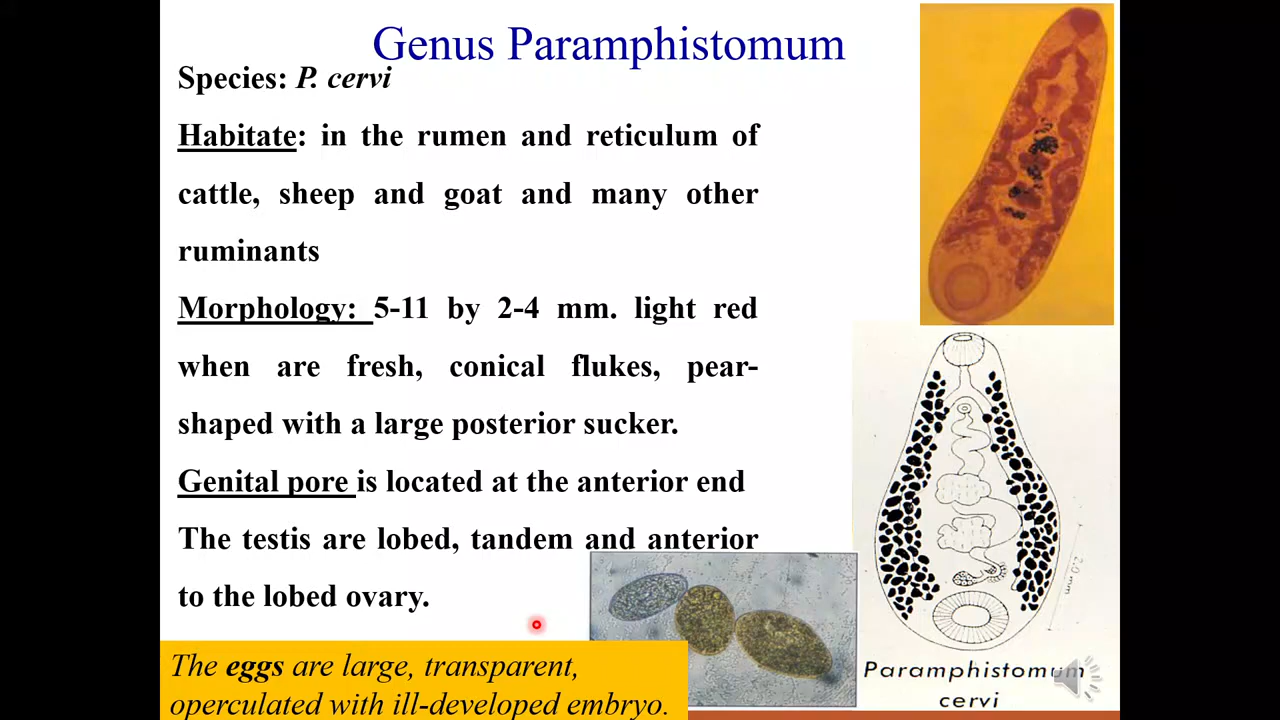 Genus Paramphistomum
Species: P. cervi
Habitate: in the rumen and reticulum of
cattle, sheep and goat and many other
ruminants
Morphology: 5-11 by 2-4 mm. light red
when are fresh, conical flukes, pear-
shaped with a large posterior sucker.
Genital pore is located at the anterior end
The testis are lobed, tandem and anterior
to the lobed ovary.
The eggs are large, transparent,
operculated with ill-developed embryo.
2.0 mm
Paramphistomum
cervi